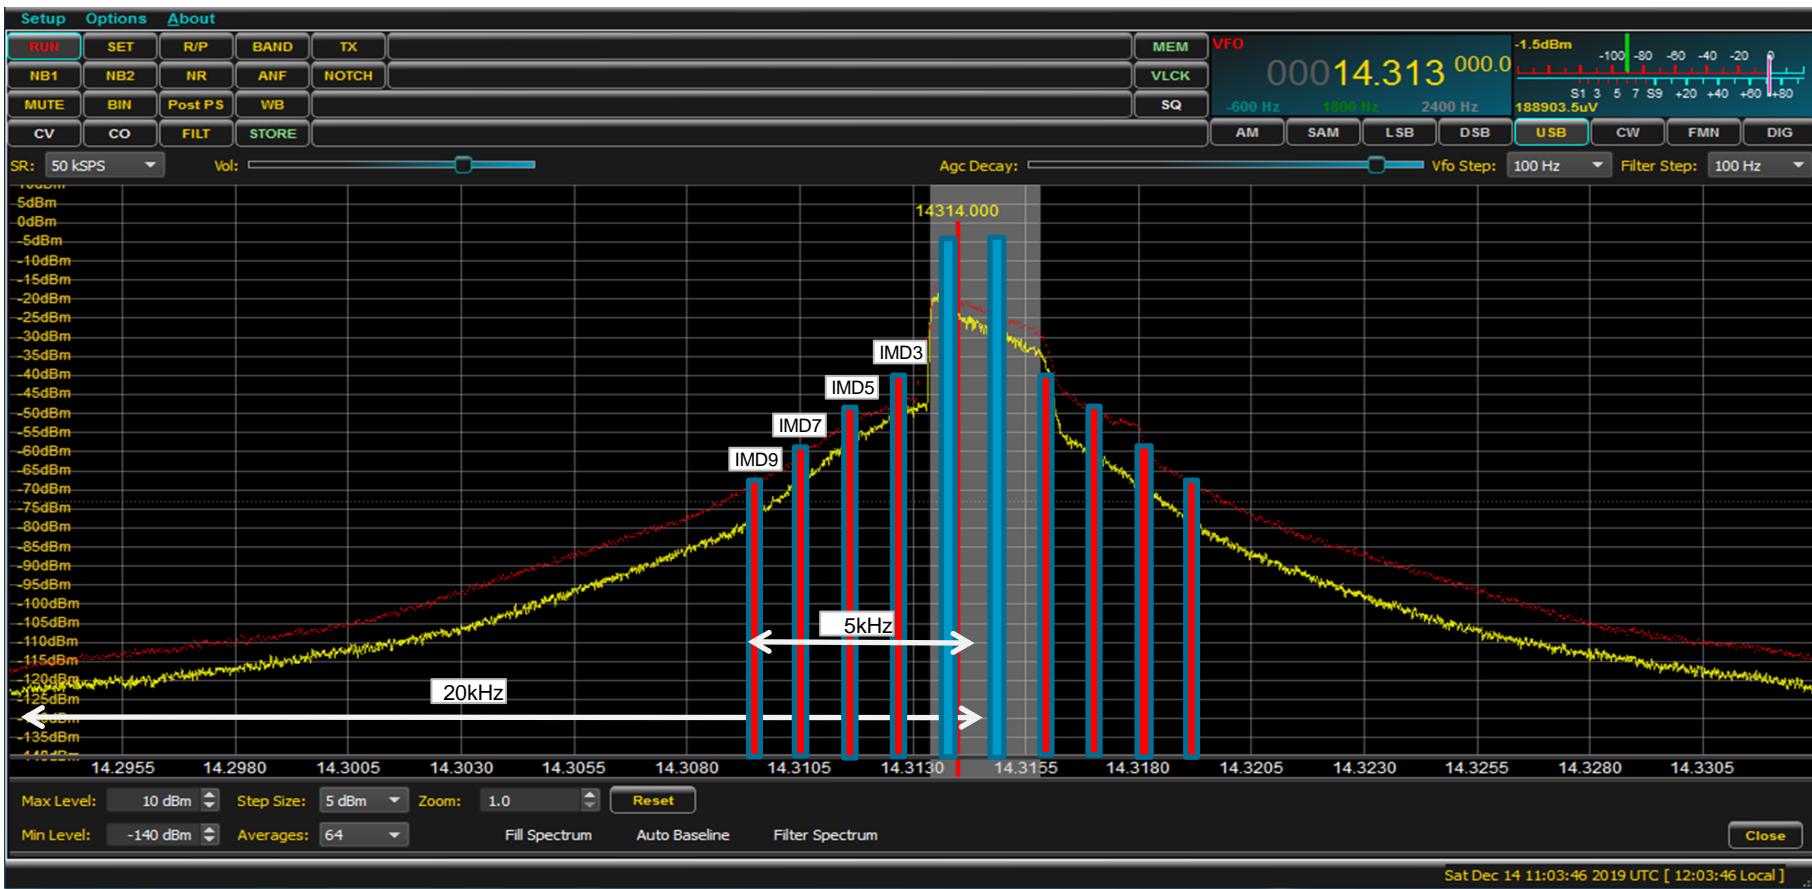 Setup Options About
RUN SET R/P BAND TX MEM
NB1 NB2 NR ANF NOTCH VLCK
MUTE BIN Post PS WB SQ
CV CO FILT STORE
VFO
00014.313 000.0
-600 Hz 1800 Hz 2400 Hz
-1.5dBm
-100 -80 -60 -40 -20 0
S1 3 5 7 S9 +20 +40 +60 +80
188903.5uV
AM SAM LSB DSB USB CW FMN DIG
SR: 50 kSPS Vol: Agc Decay: Vfo Step: 100 Hz Filter Step: 100 Hz
10dBm
5dBm
14314.000
0dBm
-5dBm
-10dBm
-15dBm
-20dBm
-25dBm
-30dBm
-35dBm
IMD3
-40dBm
IMD5
-45dBm
-50dBm
IMD7
-55dBm
-60dBm
IMD9
-65dBm
-70dBm
-75dBm
-80dBm
-85dBm
-90dBm
-95dBm
-100dBm
-105dBm
5kHz
-110dBm
-115dBm
-120dBm
20kHz
-125dBm
-135dBm
14.2955 14.2980 14.3005 14.3030 14.3055 14.3080 14.3105 14.3130 14.3155 14.3180 14.3205 14.3230 14.3255 14.3280 14.3305
Max Level: 10 dBm Step Size: 5 dBm Zoom: 1.0 Reset
Min Level: -140 dBm Averages: 64 Fill Spectrum Auto Baseline Filter Spectrum Close
Sat Dec 14 11:03:46 2019 UTC [ 12:03:46 Local ]